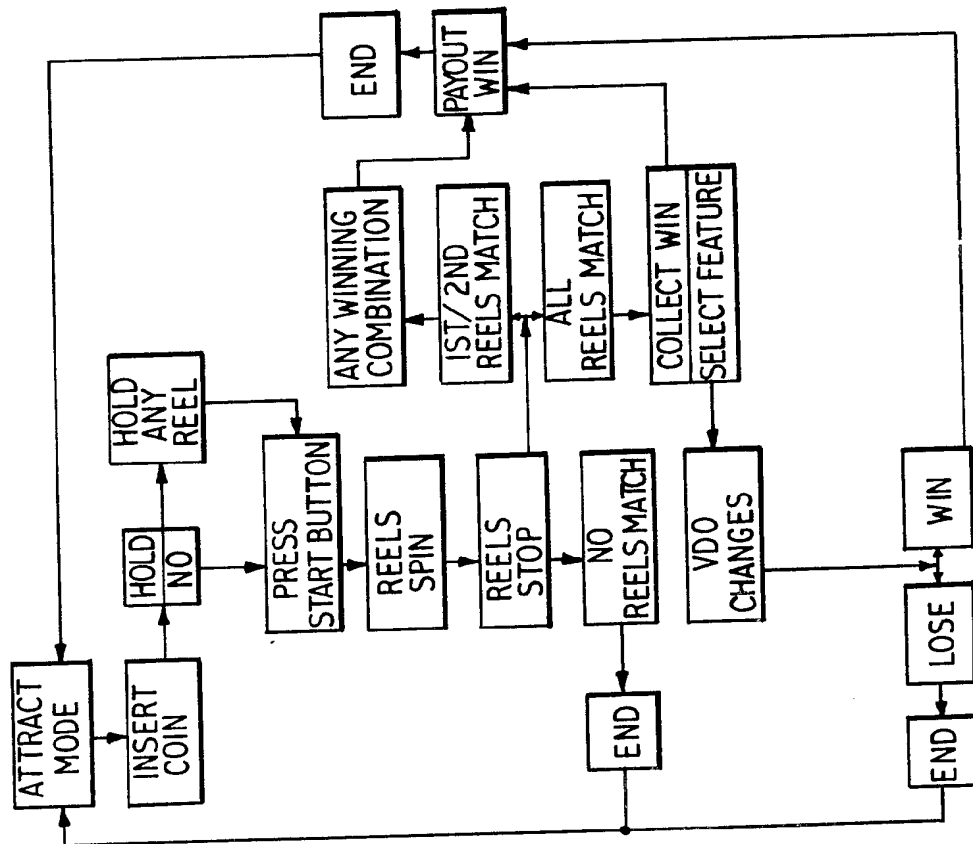 ATTRACT
MODE
INSERT
COIN
HOLD
NO
HOLD
ANY
REEL
PRESS
START BUTTON
REELS
SPIN
REELS
STOP
NO
REELS MATCH
END
ANY WINNING
COMBINATION
1ST/2ND
REELS MATCH
ALL
REELS MATCH
COLLECT WIN
SELECT FEATURE
PAYOUT
WIN
END
VDO
CHANGES
WIN
LOSE
END